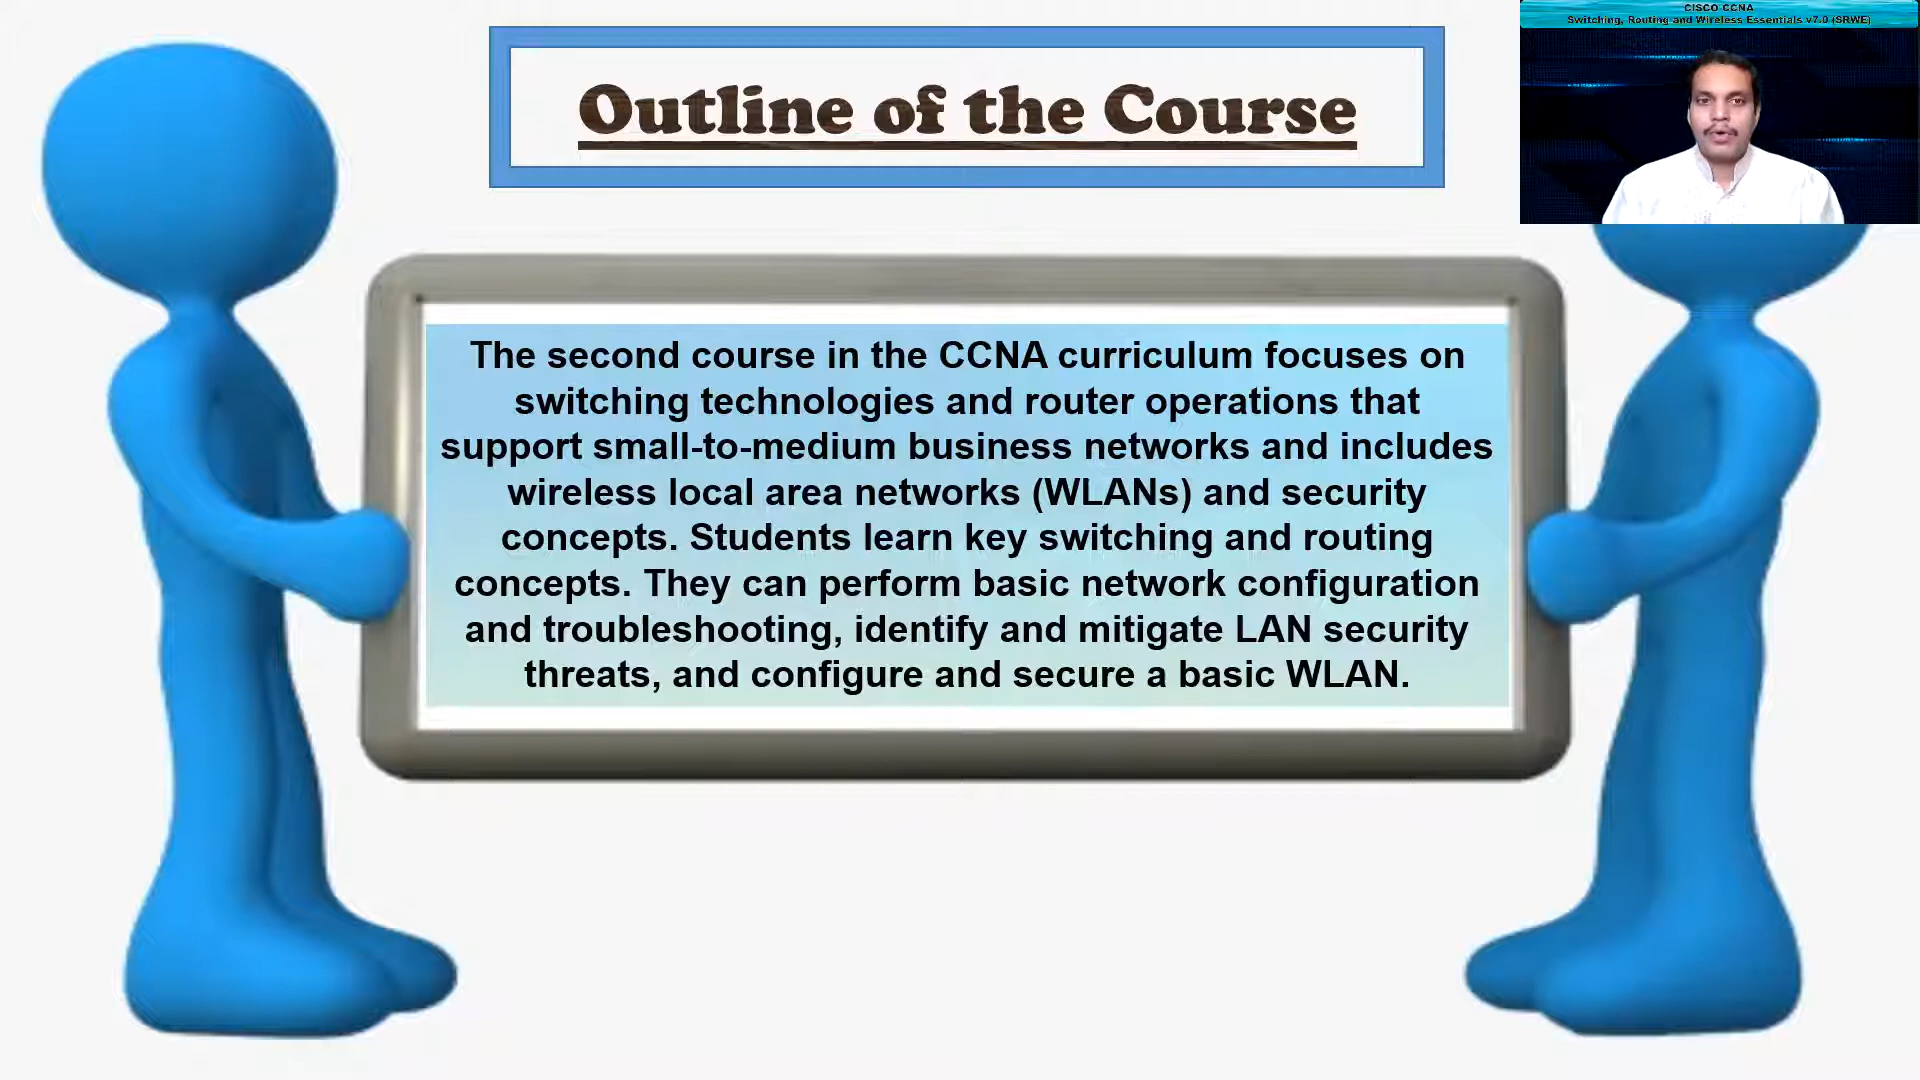 CISCO CCNA
Switching, Routing and Wireless Essentials v7.0 (SRWE)
Outline of the Course
The second course in the CCNA curriculum focuses on
switching technologies and router operations that
support small-to-medium business networks and includes
wireless local area networks (WLANs) and security
concepts. Students learn key switching and routing
concepts. They can perform basic network configuration
and troubleshooting, identify and mitigate LAN security
threats, and configure and secure a basic WLAN.